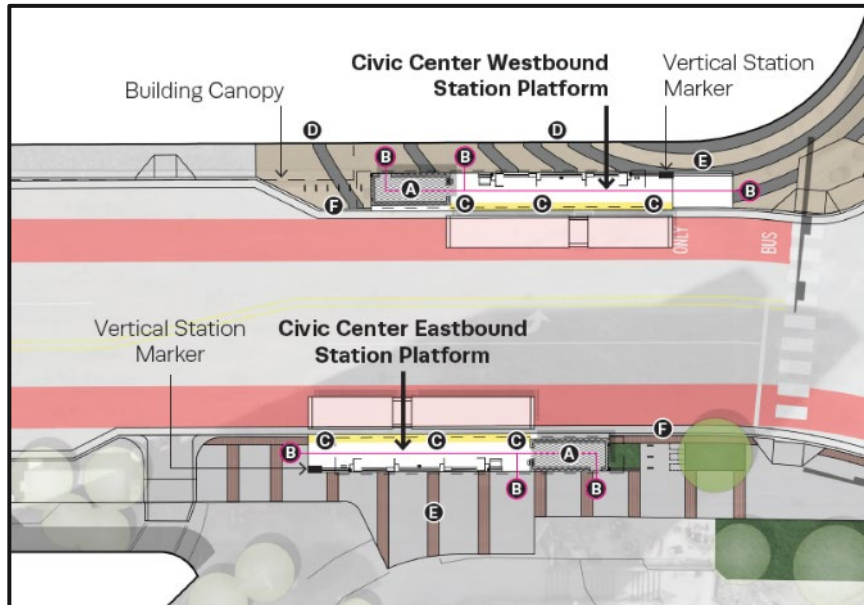 Civic Center Westbound
Station Platform
Vertical Station
Marker
Building Canopy
D
D
B
B
E
A
B
F
C
C
C
ONLY
BUS
Vertical Station
Marker
Civic Center Eastbound
Station Platform
C
C
C
F
B
A
B
B
E